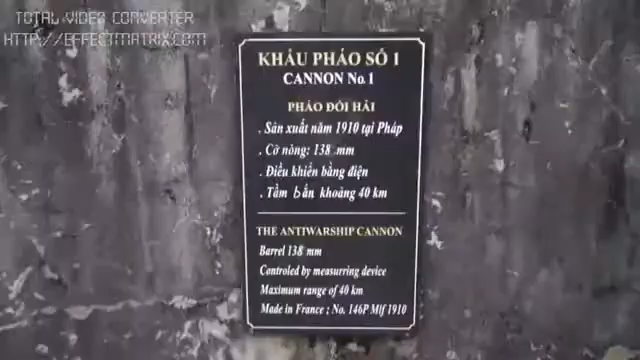 TOTAL VIDEO CONVERTER
HTTP://EFFECTMATRIX.COM
KHẨU PHÁO SỐ 1
CANNON No.1
PHÁO ĐỐI HẢI
. Sản xuất năm 1910 tại Pháp
. Cỡ nòng: 138 mm
. Điều khiển bằng điện
. Tầm bắn khoảng 40 km
THE ANTIWARSHIP CANNON
Barrel 138 mm
Controled by measurring device
Maximum range of 40 km
Made in France ; No. 146P Mlf 1910